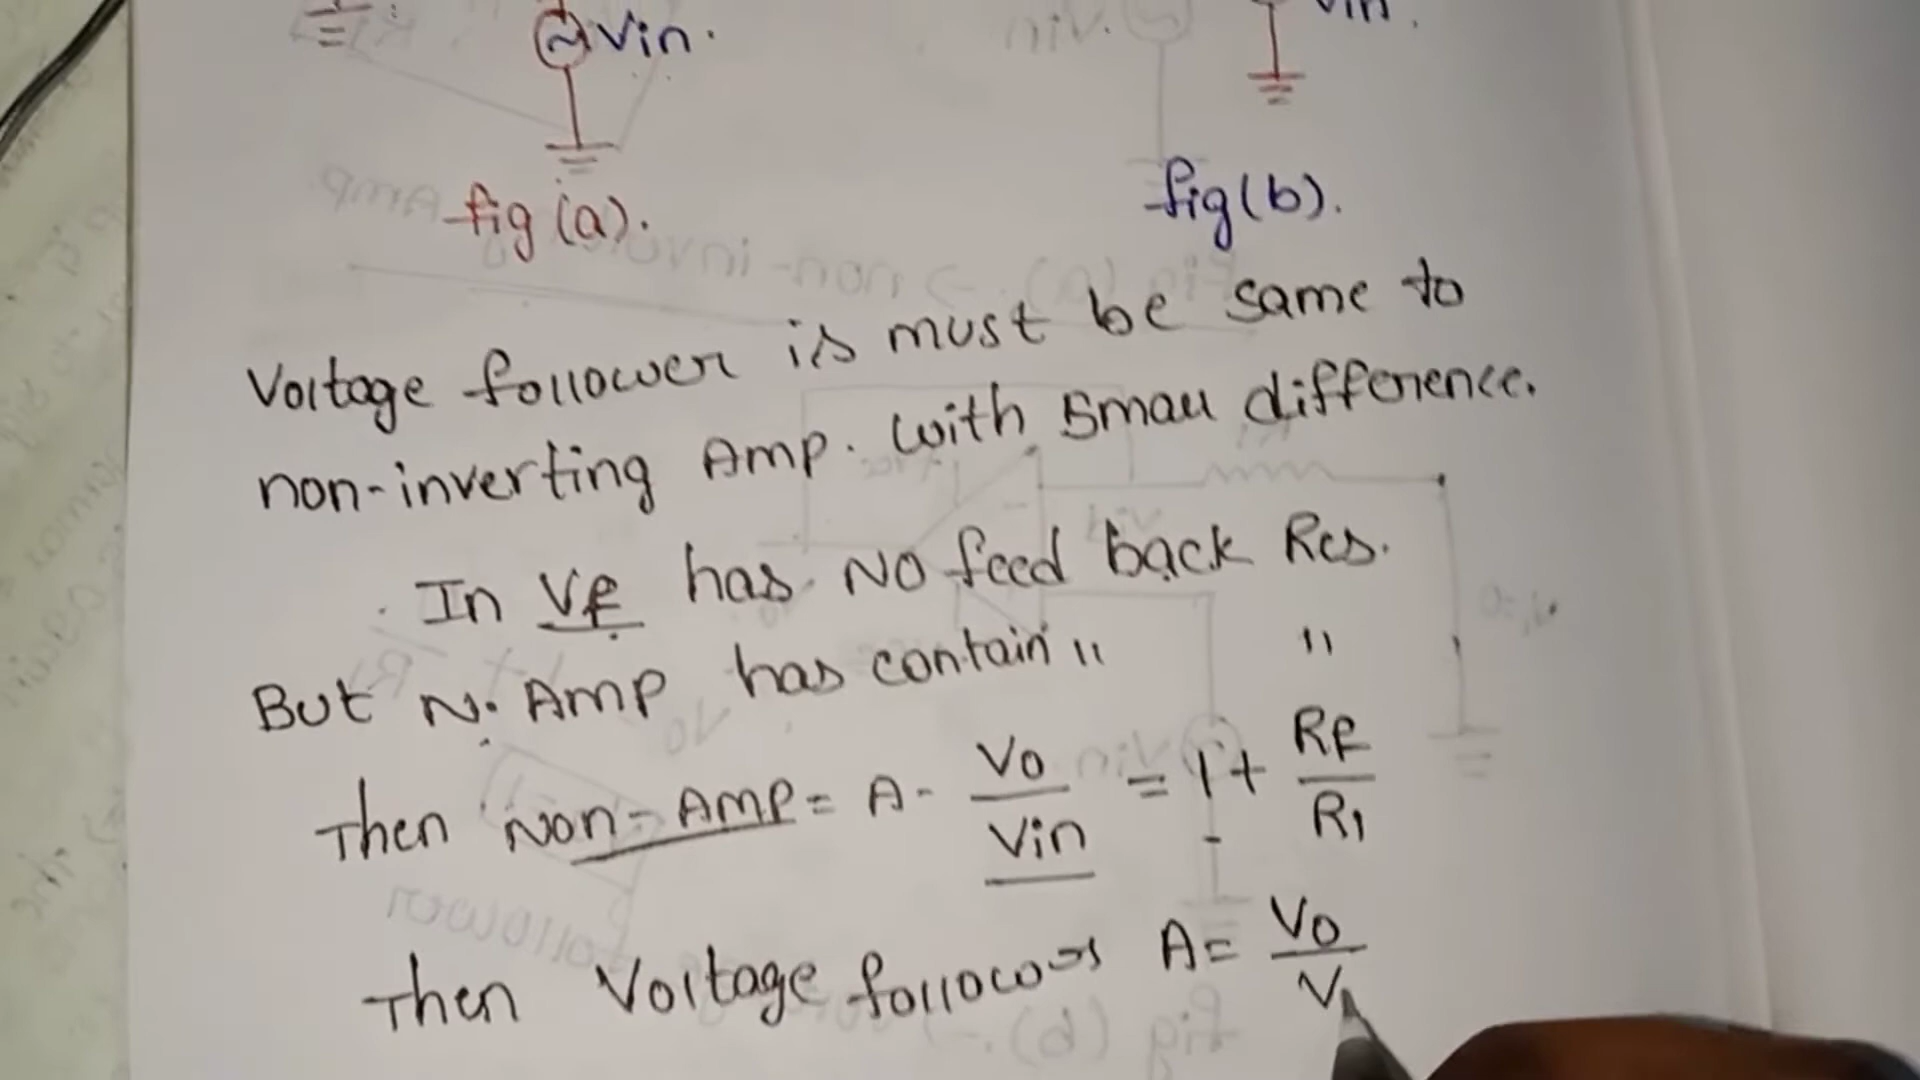 Vin.
Vin.
fig (a).
fig (b).
Voltage follower is must be same to
non-inverting Amp. with small difference.
In VF has NO feed back Res.
But N. Amp has contain " "
Then Non-Amp = A - Vo/Vin = 1 + RF/R1
Then Voltage follower A = Vo/V